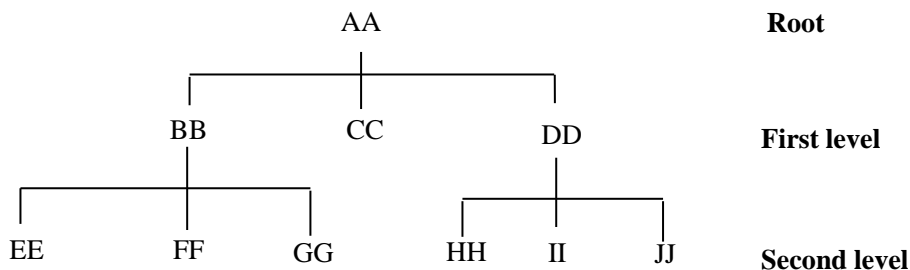 AA Root
BB CC DD First level
EE FF GG HH II JJ Second level